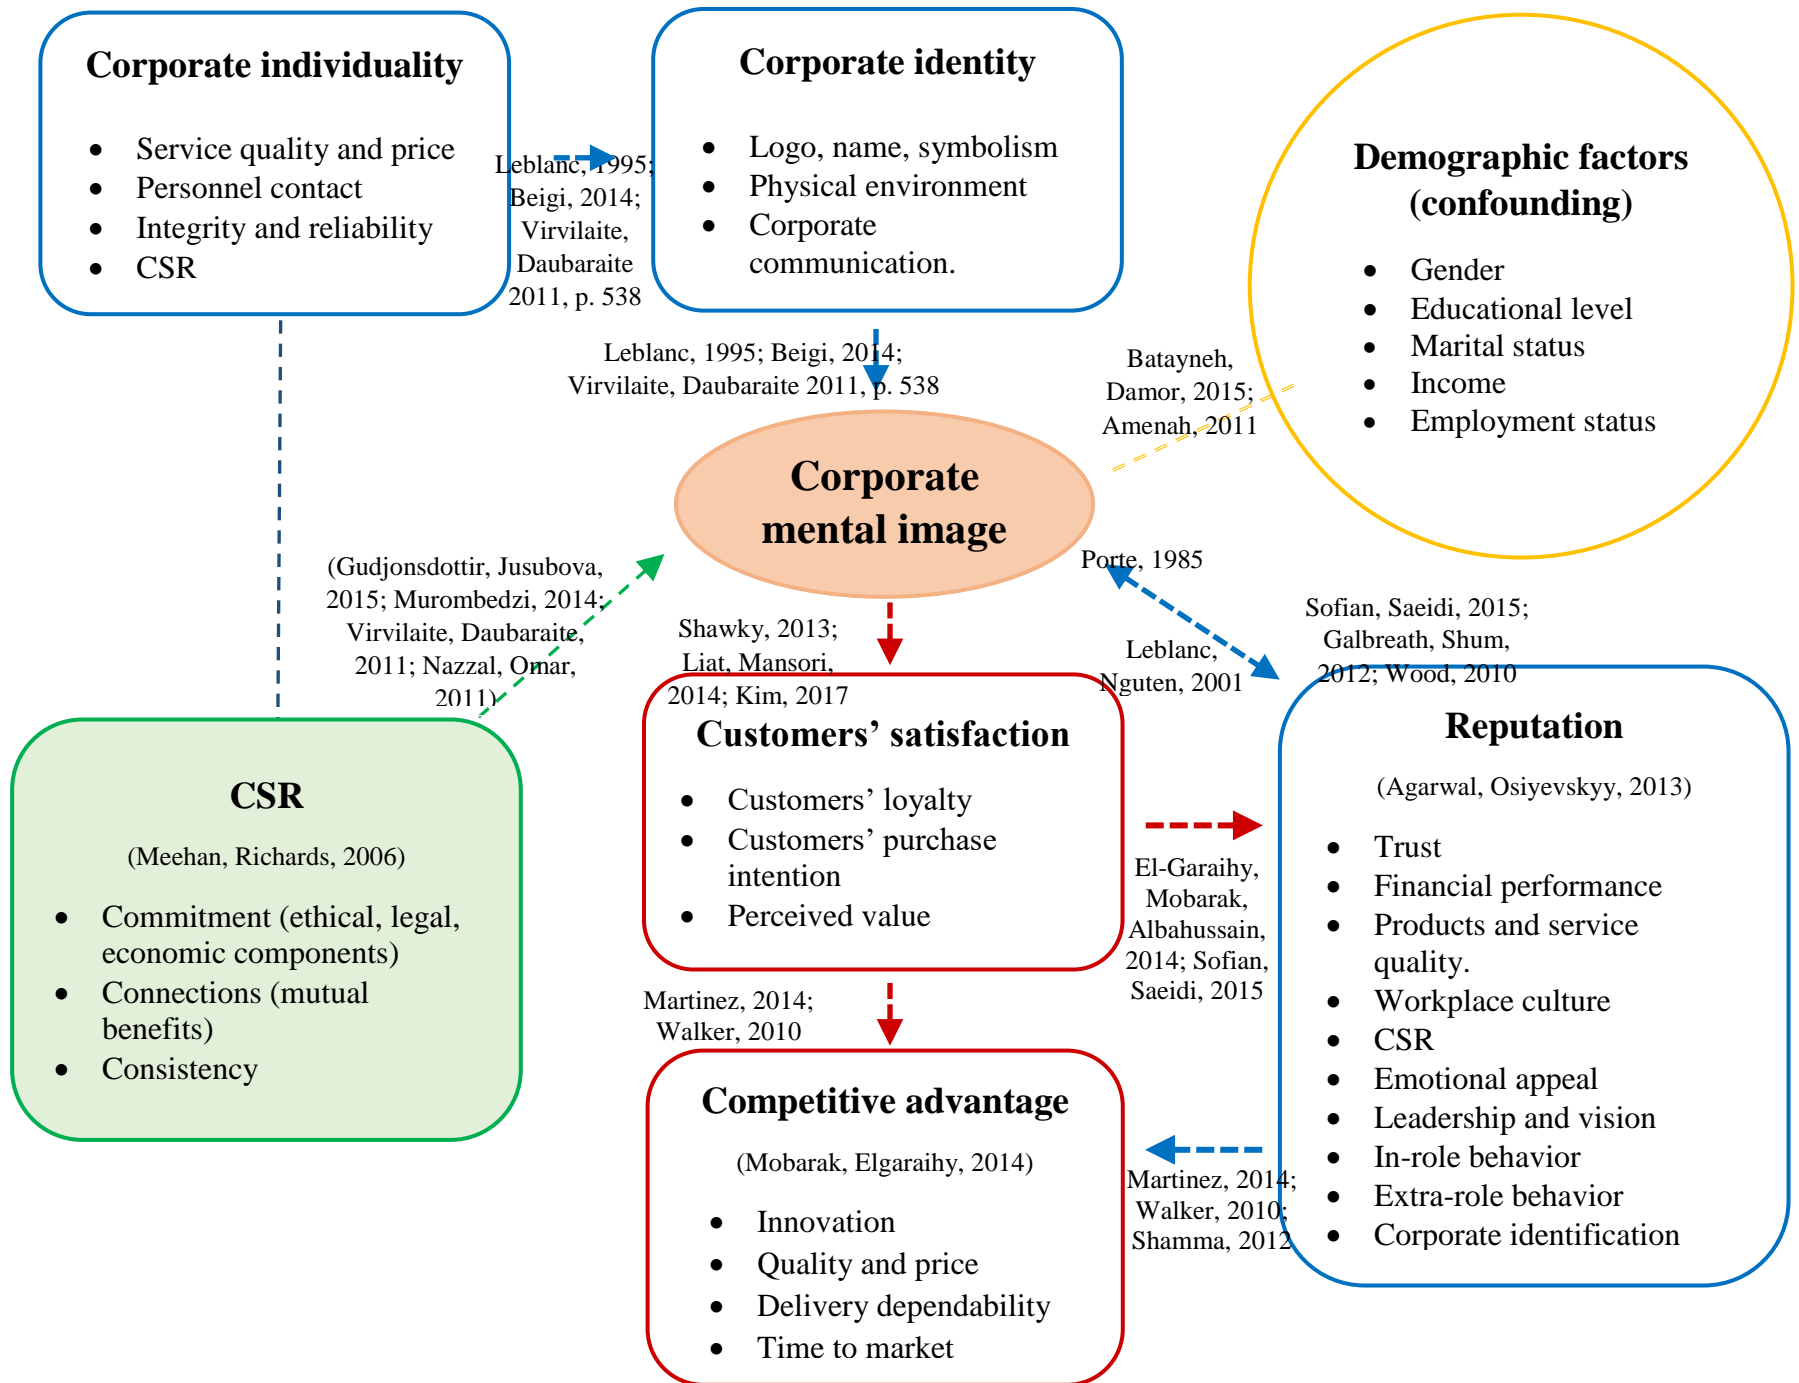 Corporate individuality
• Service quality and price
• Personnel contact
• Integrity and reliability
• CSR
Leblanc, 1995;
Beigi, 2014;
Virvilaite,
Daubaraite
2011, p. 538
Corporate identity
• Logo, name, symbolism
• Physical environment
• Corporate
communication.
Demographic factors
(confounding)
• Gender
• Educational level
• Marital status
• Income
• Employment status
Leblanc, 1995; Beigi, 2014;
Virvilaite, Daubaraite 2011, p. 538
Batayneh,
Damor, 2015;
Amenah, 2011
Corporate
mental image
(Gudjonsdottir, Jusubova,
2015; Murombedzi, 2014;
Virvilaite, Daubaraite,
2011; Nazzal, Omar,
2011)
Porte, 1985
Leblanc,
Nguten, 2001
Shawky, 2013;
Liat, Mansori,
2014; Kim, 2017
Sofian, Saeidi, 2015;
Galbreath, Shum,
2012; Wood, 2010
CSR
(Meehan, Richards, 2006)
• Commitment (ethical, legal,
economic components)
• Connections (mutual
benefits)
• Consistency
Customers’ satisfaction
• Customers’ loyalty
• Customers’ purchase
intention
• Perceived value
El-Garaihy,
Mobarak,
Albahussain,
2014; Sofian,
Saeidi, 2015
Reputation
(Agarwal, Osiyevskyy, 2013)
• Trust
• Financial performance
• Products and service
quality.
• Workplace culture
• CSR
• Emotional appeal
• Leadership and vision
• In-role behavior
• Extra-role behavior
• Corporate identification
Martinez, 2014;
Walker, 2010
Competitive advantage
(Mobarak, Elgaraihy, 2014)
• Innovation
• Quality and price
• Delivery dependability
• Time to market
Martinez, 2014;
Walker, 2010;
Shamma, 2012